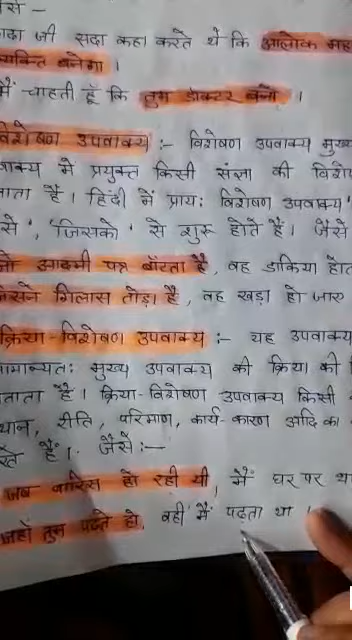 जैसे –
दादा जी सदा कहा करते थे कि आलोक महा
व्यक्ति बनेगा ।
मैं चाहती हूँ कि तुम डॉक्टर बनो ।
विशेषण उपवाक्य :- विशेषण उपवाक्य मुख्य
वाक्य में प्रयुक्त किसी संज्ञा की विशेष
है । हिंदी में प्रायः विशेषण उपवाक्य
'जिसको' से शुरू होते हैं । जैसे
जो आदमी पत्र बाँटता है, वह डाकिया होत
जिसने गिलास तोड़ा है, वह खड़ा हो जाए
क्रिया-विशेषण उपवाक्य :- यह उपवाक्य
सामान्यतः मुख्य उपवाक्य की क्रिया की
है । क्रिया-विशेषण उपवाक्य किसी
रीति, परिमाण, कार्य-कारण आदि का
हैं । जैसे :-
जब बारिस हो रही थी, मैं घर पर था
जहाँ तुम पढ़ते हो, वहीं मैं पढ़ता था ।